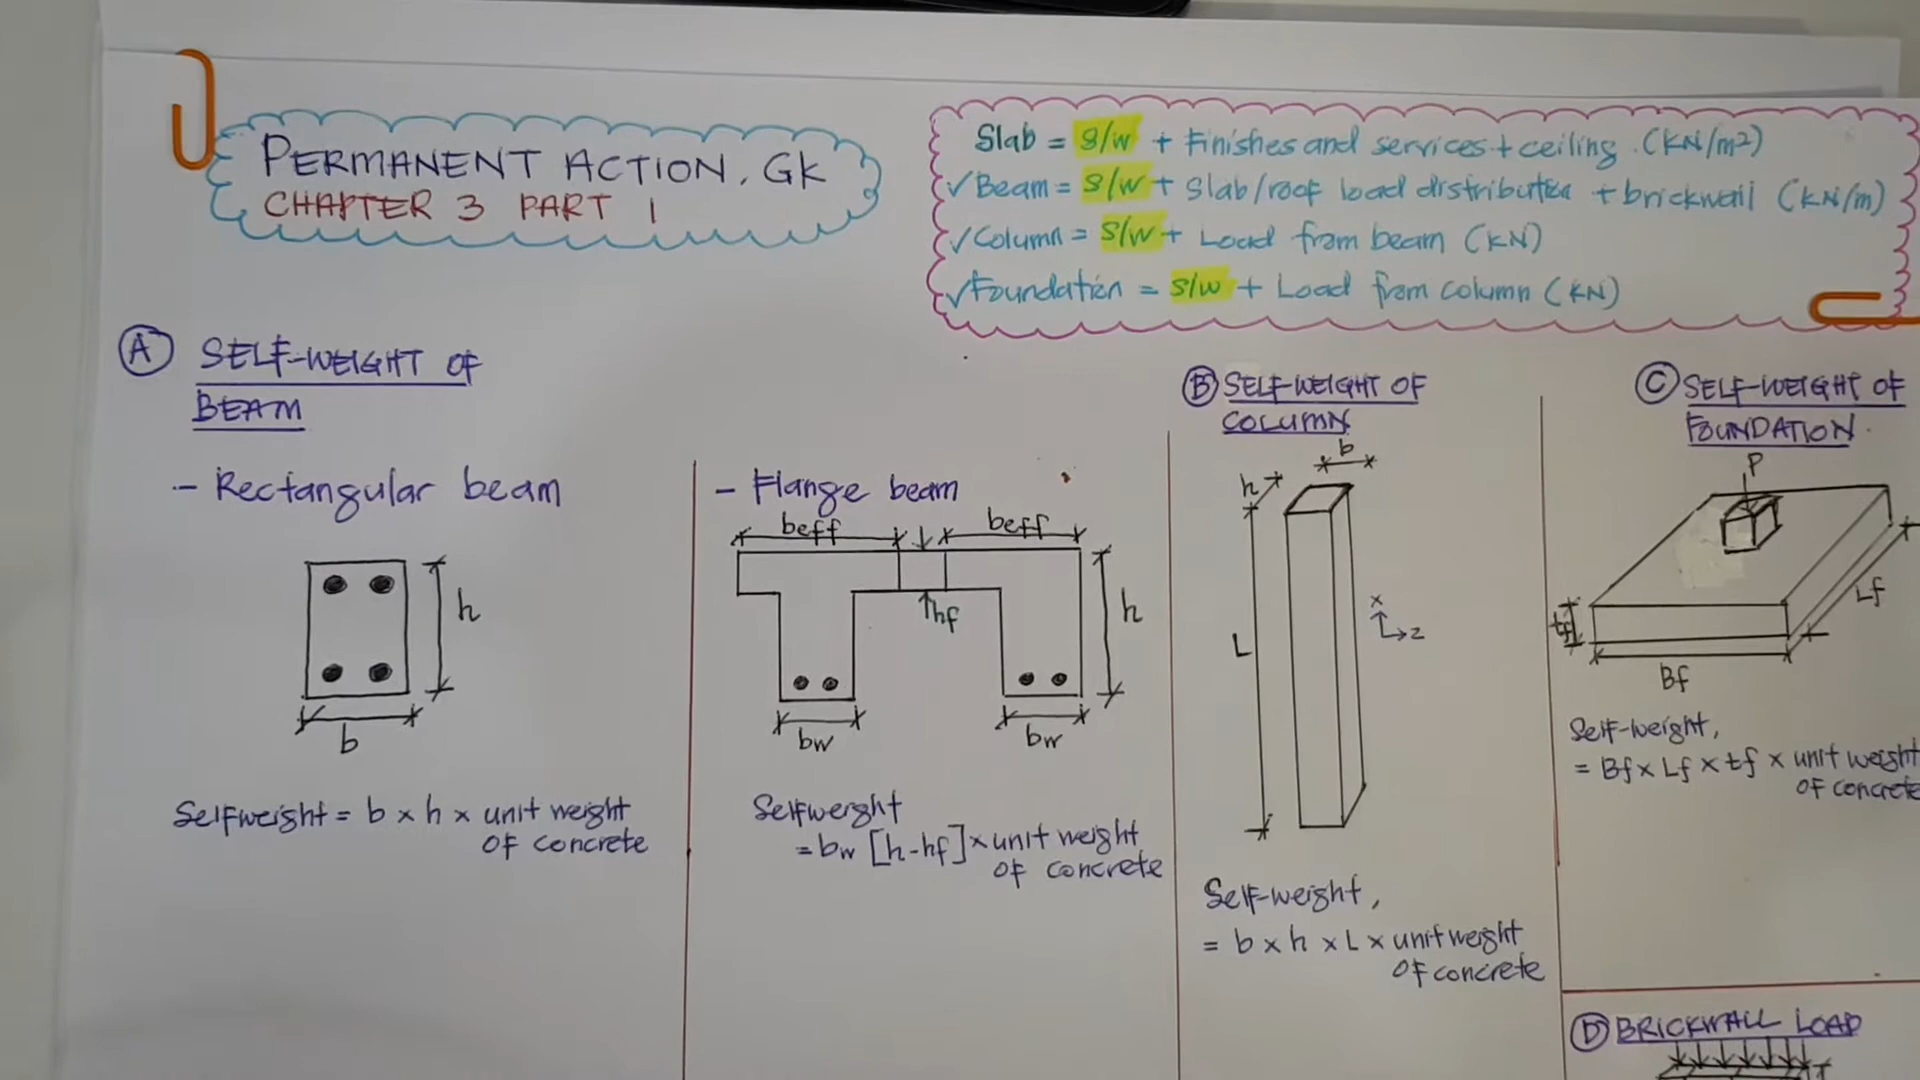 PERMANENT ACTION, GK
CHAPTER 3 PART 1
Slab = s/w + Finishes and services + ceiling. (KN/m2)
✓Beam = s/w + Slab/roof load distribution + brickwall (KN/m)
✓Column = s/w + Load from beam (KN)
✓Foundation = s/w + Load from column (KN)
A SELF-WEIGHT OF
BEAM
- Rectangular beam
h
b
Selfweight = b x h x unit weight
of concrete
- Flange beam
beff beff
hf
h
bw bw
Selfweight
= bw [h-hf] x unit weight
of concrete
B SELF-WEIGHT OF
COLUMN
b
h
L
x
z
Self-weight,
= b x h x L x unit weight
of concrete
C SELF-WEIGHT OF
FOUNDATION
P
Lf
tf
Bf
Self-weight,
= Bf x Lf x tf x unit weight
of concrete
D BRICKWALL LOAD